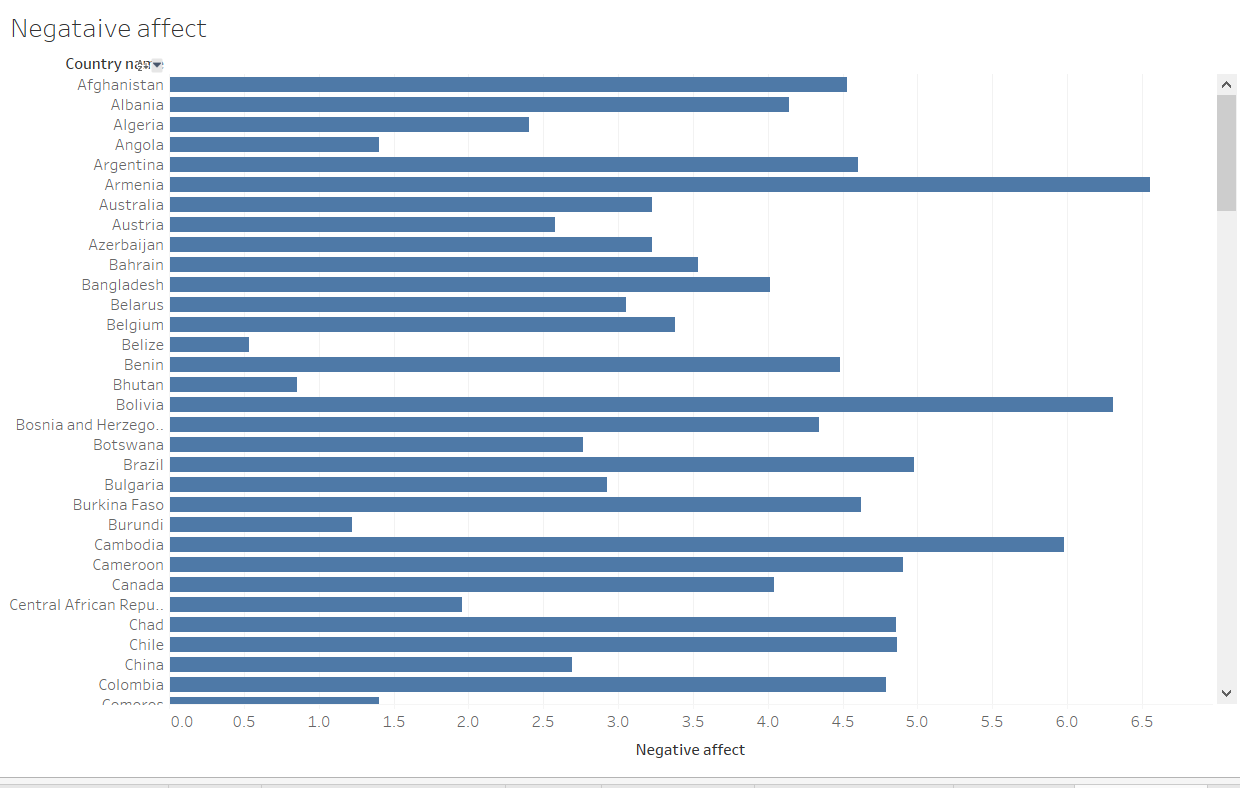 Negataive affect
Country name
Afghanistan
Albania
Algeria
Angola
Argentina
Armenia
Australia
Austria
Azerbaijan
Bahrain
Bangladesh
Belarus
Belgium
Belize
Benin
Bhutan
Bolivia
Bosnia and Herzego..
Botswana
Brazil
Bulgaria
Burkina Faso
Burundi
Cambodia
Cameroon
Canada
Central African Repu..
Chad
Chile
China
Colombia
Comoros
0.0 0.5 1.0 1.5 2.0 2.5 3.0 3.5 4.0 4.5 5.0 5.5 6.0 6.5
Negative affect